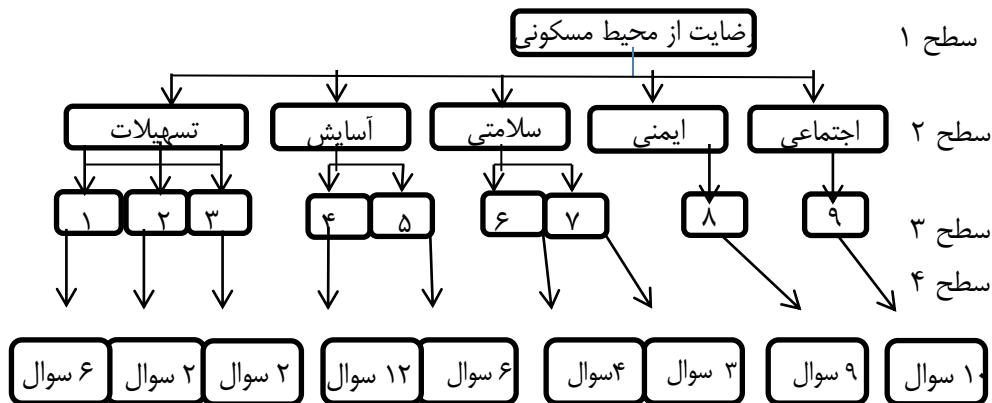 رضایت از محیط مسکونی
سطح ۱
اجتماعی ایمنی سلامتی آسایش تسهیلات
سطح ۲
۱ ۲ ۳ ۴ ۵ ۶ ۷ ۸ ۹
سطح ۳
سطح ۴
۶ سوال ۲ سوال ۲ سوال ۱۲ سوال ۶ سوال ۴سوال ۳ سوال ۹ سوال ۱۰ سوال